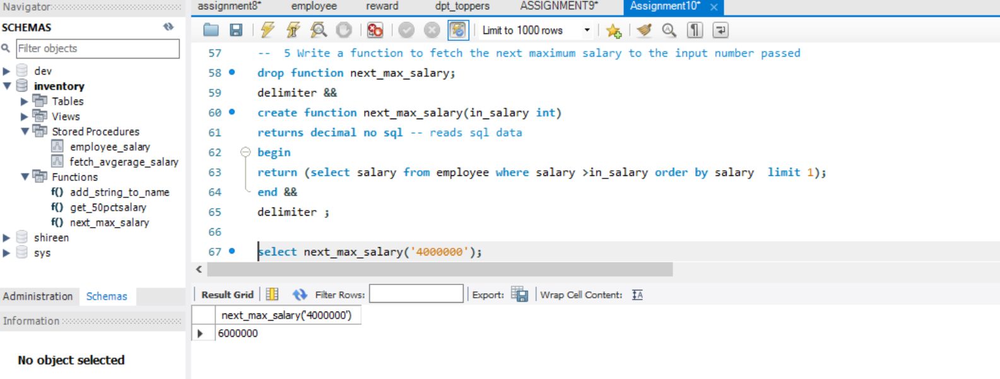 Navigator
SCHEMAS
Filter objects
dev
inventory
Tables
Views
Stored Procedures
employee_salary
fetch_avgerage_salary
Functions
f() add_string_to_name
f() get_50pctsalary
f() next_max_salary
shireen
sys
Administration Schemas
Information
No object selected
assignment8* employee reward dpt_toppers ASSIGNMENT9* Assignment10* ×
Limit to 1000 rows
57 -- 5 Write a function to fetch the next maximum salary to the input number passed
58 drop function next_max_salary;
59 delimiter &&
60 create function next_max_salary(in_salary int)
61 returns decimal no sql -- reads sql data
62 begin
63 return (select salary from employee where salary >in_salary order by salary  limit 1);
64 end &&
65 delimiter ;
66
67 select next_max_salary('4000000');
Result Grid Filter Rows: Export: Wrap Cell Content: IA
next_max_salary('4000000')
6000000